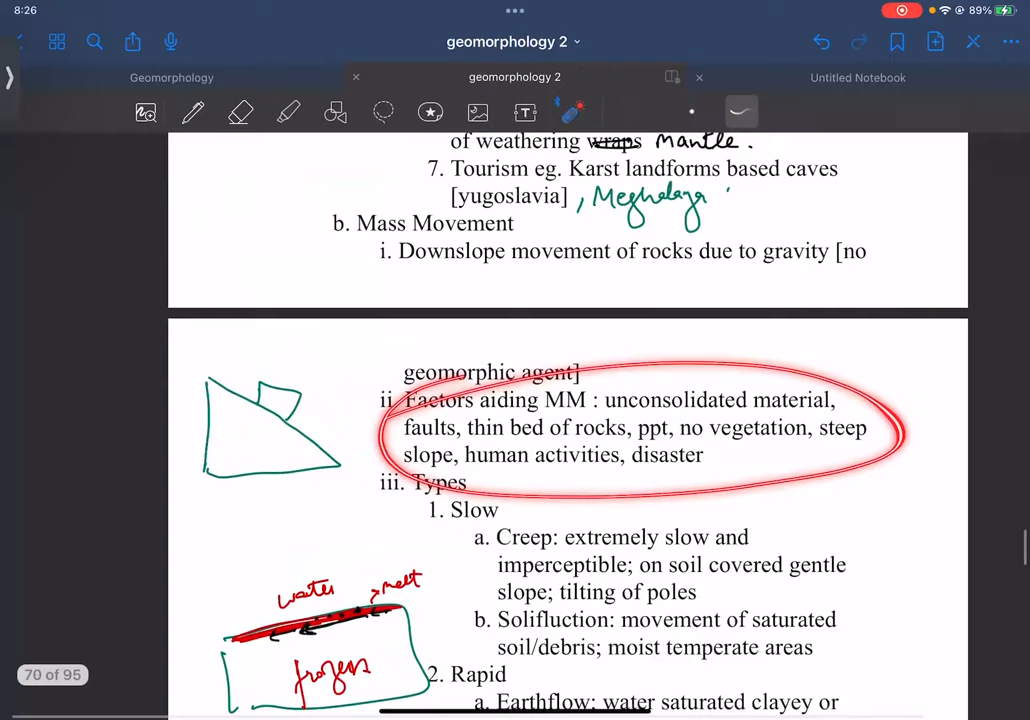 8:26
89%
geomorphology 2
Geomorphology
geomorphology 2
Untitled Notebook
of weathering wraps Mantle.
7. Tourism eg. Karst landforms based caves
[yugoslavia] , Meghalaya
b. Mass Movement
i. Downslope movement of rocks due to gravity [no
geomorphic agent]
ii. Factors aiding MM : unconsolidated material,
faults, thin bed of rocks, ppt, no vegetation, steep
slope, human activities, disaster
iii. Types
1. Slow
a. Creep: extremely slow and
imperceptible; on soil covered gentle
slope; tilting of poles
water
melt
b. Solifluction: movement of saturated
soil/debris; moist temperate areas
frozen
2. Rapid
a. Earthflow: water saturated clayey or
70 of 95